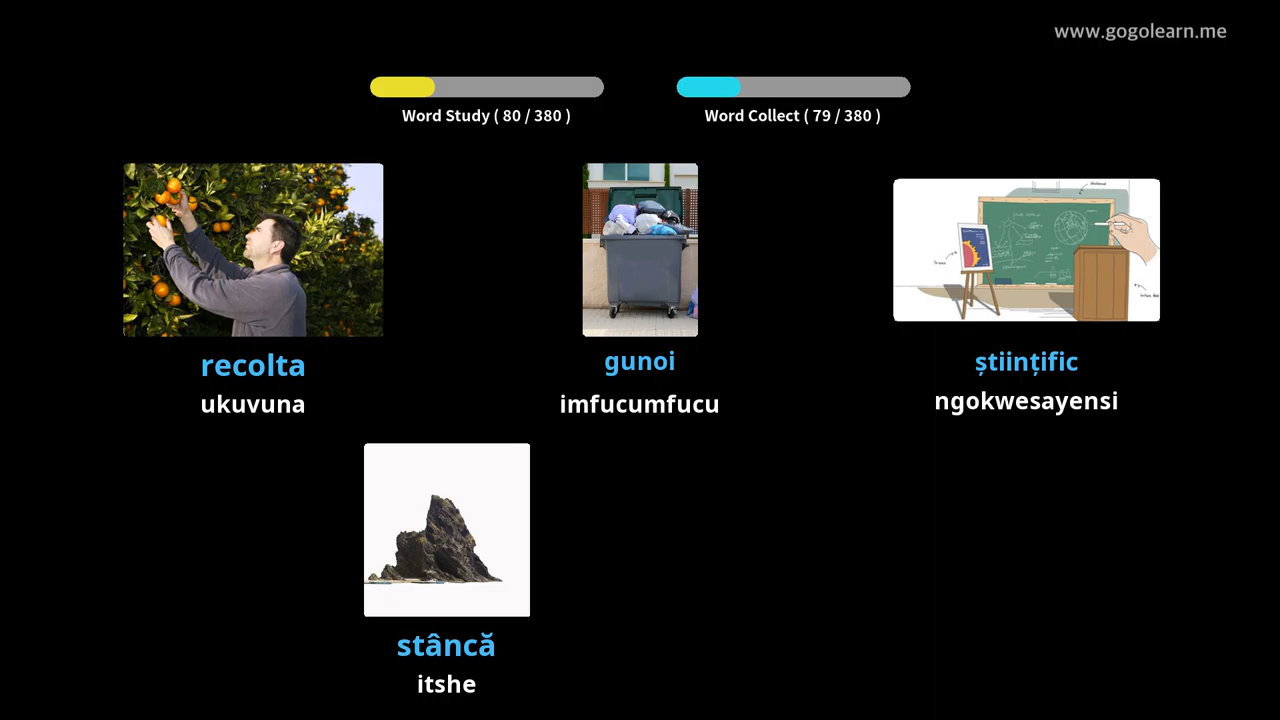 www.gogolearn.me
Word Study ( 80 / 380 )
Word Collect ( 79 / 380 )
recolta
ukuvuna
gunoi
imfucumfucu
științific
ngokwesayensi
stâncă
itshe